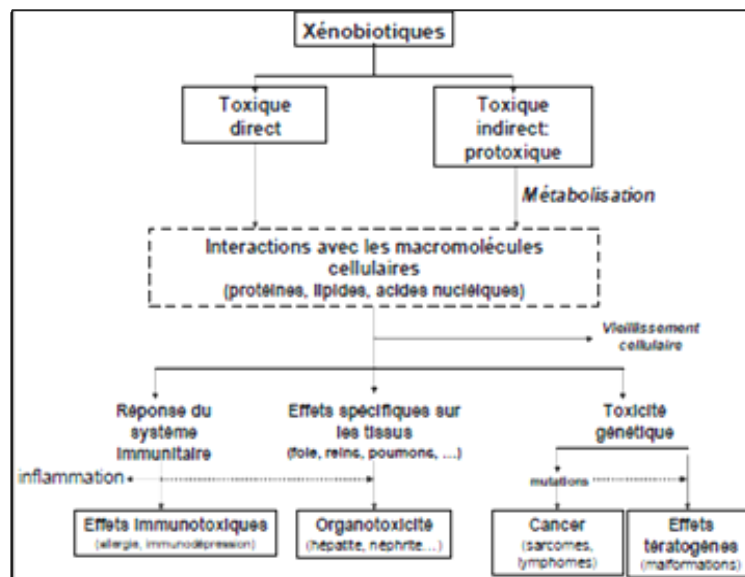 Xénobiotiques
Toxique
direct
Toxique
indirect:
protoxique
Métabolisation
Interactions avec les macromolécules
cellulaires
(protéines, lipides, acides nucléiques)
Vieillissement
cellulaire
Réponse du
système
immunitaire
Effets spécifiques sur
les tissus
(foie, reins, poumons, ...)
Toxicité
génétique
inflammation
mutations
Effets immunotoxiques
(allergie, immunodépression)
Organotoxicité
(hépatite, néphrite...)
Cancer
(sarcomes,
lymphomes)
Effets
tératogènes
(malformations)